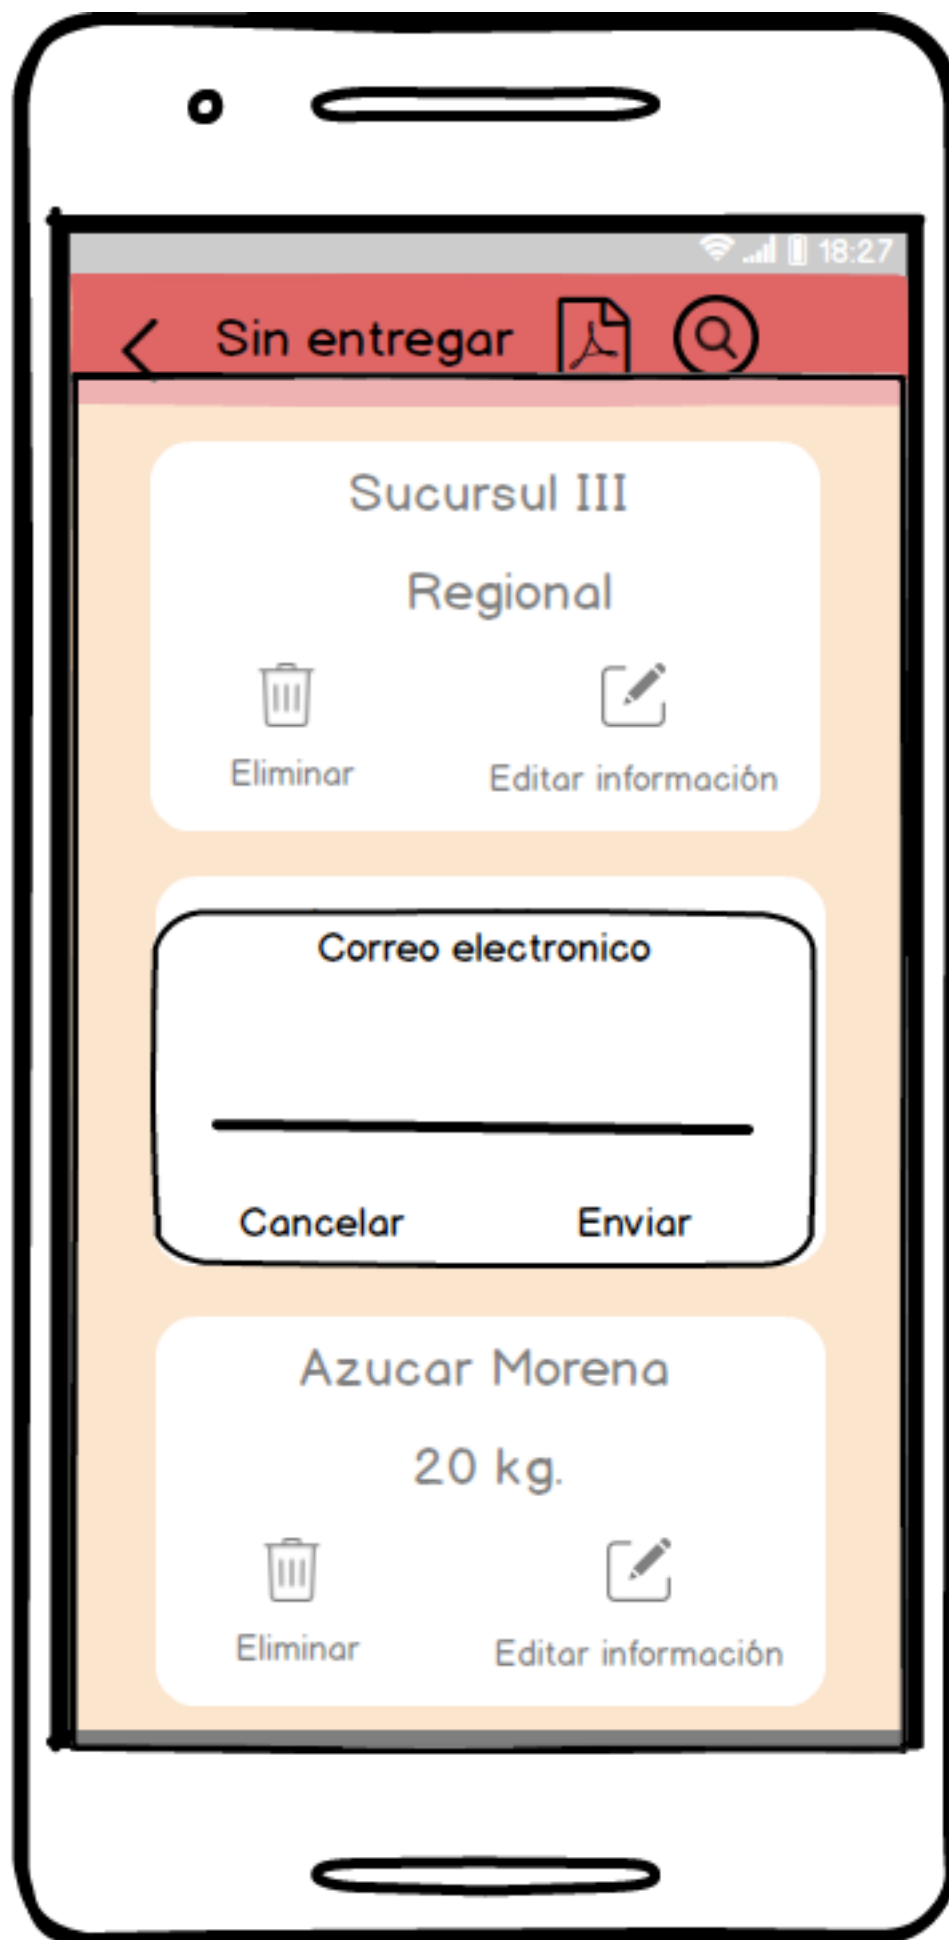 18:27
Sin entregar
Sucursul III
Regional
Eliminar Editar información
Correo electronico
Cancelar Enviar
Azucar Morena
20 kg.
Eliminar Editar información